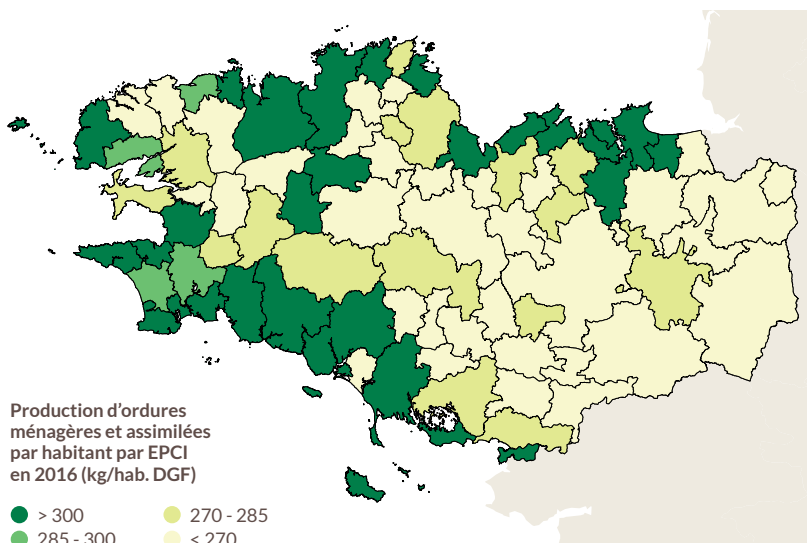 Production d'ordures
ménagères et assimilées
par habitant par EPCI
en 2016 (kg/hab. DGF)
> 300
270 - 285
285 - 300
< 270